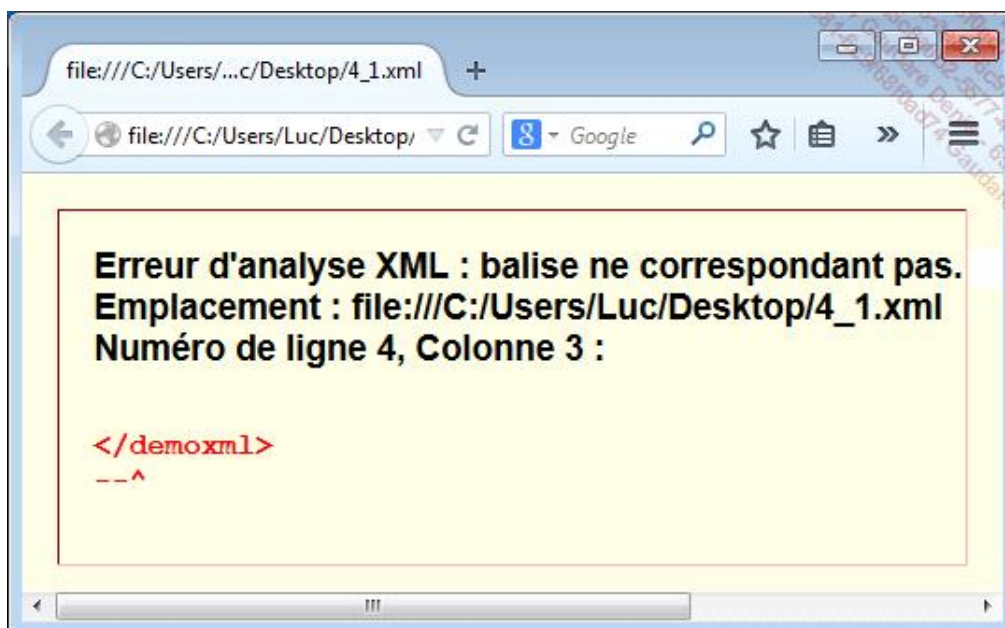 file:///C:/Users/...c/Desktop/4_1.xml
file:///C:/Users/Luc/Desktop/
8
Google
Erreur d'analyse XML : balise ne correspondant pas.
Emplacement : file:///C:/Users/Luc/Desktop/4_1.xml
Numéro de ligne 4, Colonne 3 :
</demoxml>
--^